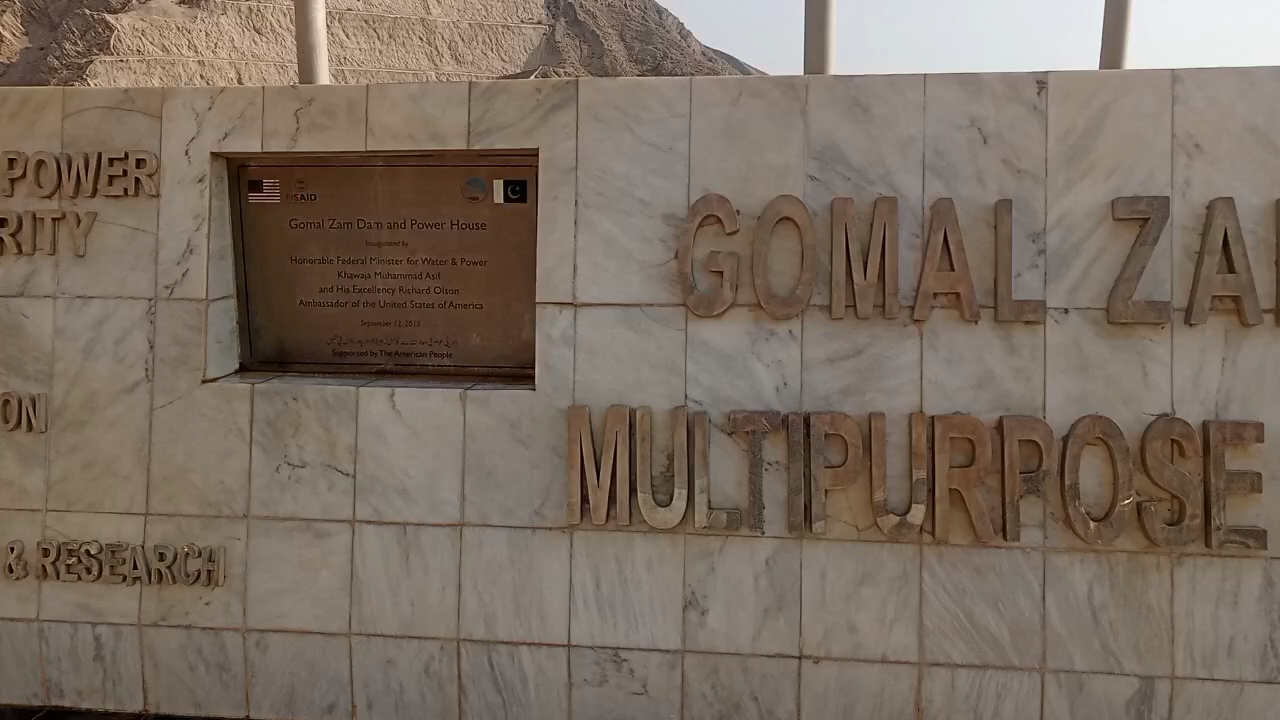 POWER
RITY
ON
& RESEARCH
USAID
Gomal Zam Dam and Power House
Inaugurated by
Honorable Federal Minister for Water & Power
Khawaja Muhammad Asif
and His Excellency Richard Olson
Ambassador of the United States of America
September 12, 2013
Supported by The American People
GOMAL ZA
MULTIPURPOSE